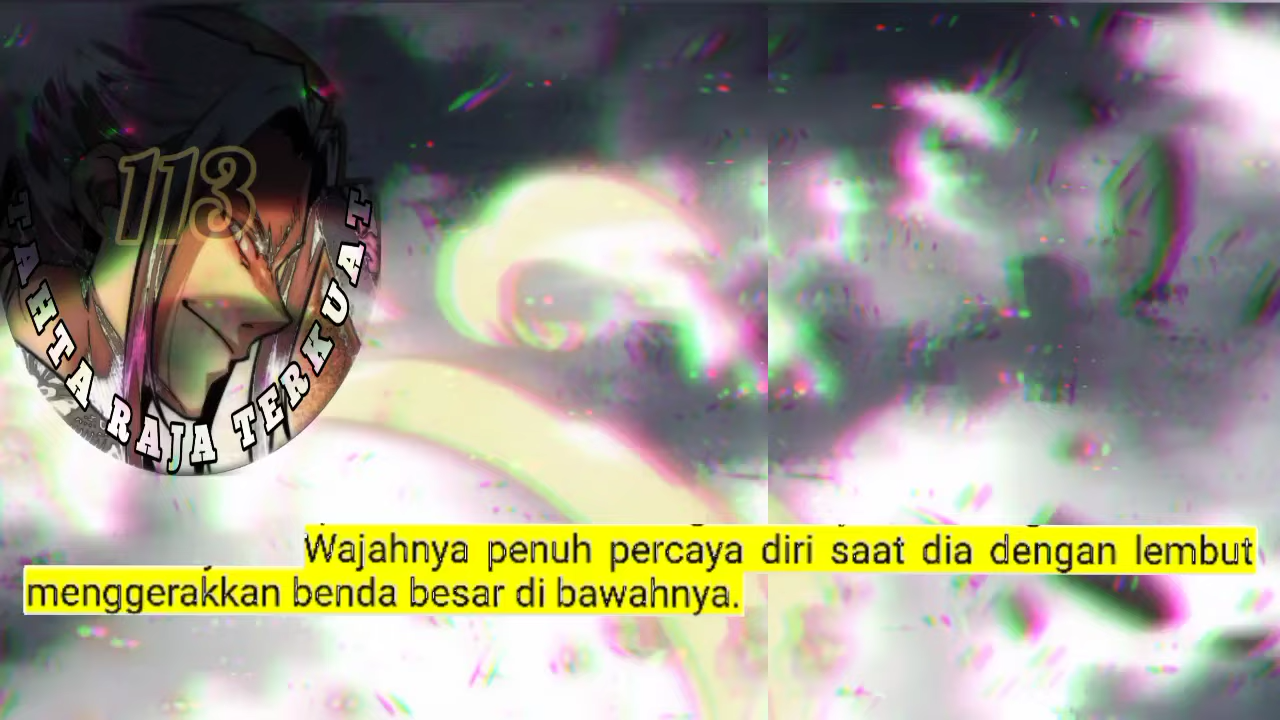 113
TAHTA RAJA TERKUAT
Wajahnya penuh percaya diri saat dia dengan lembut
menggerakkan benda besar di bawahnya.